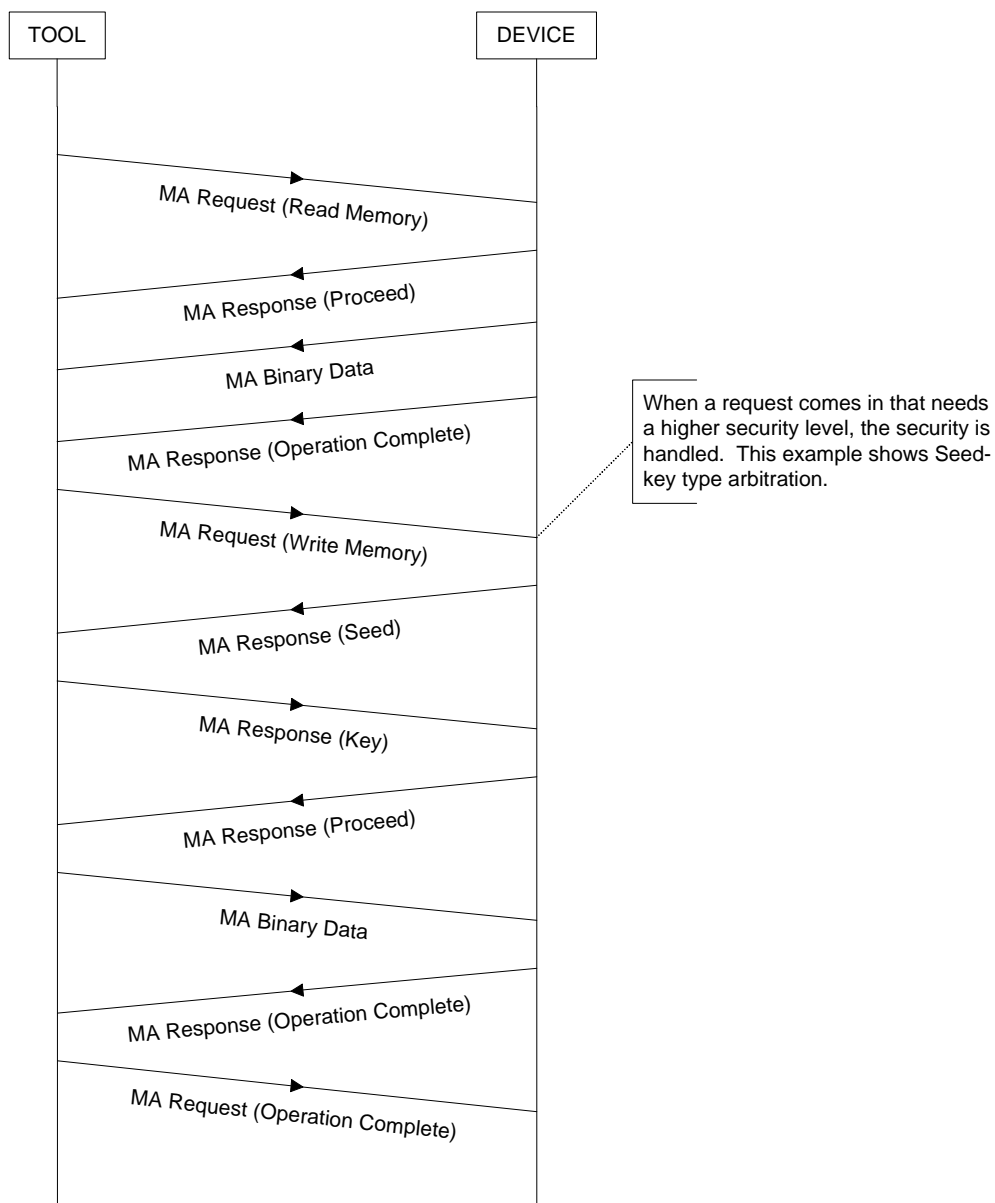 TOOL
DEVICE
MA Request (Read Memory)
MA Response (Proceed)
MA Binary Data
MA Response (Operation Complete)
When a request comes in that needs
a higher security level, the security is
handled.  This example shows Seed-
key type arbitration.
MA Request (Write Memory)
MA Response (Seed)
MA Response (Key)
MA Response (Proceed)
MA Binary Data
MA Response (Operation Complete)
MA Request (Operation Complete)